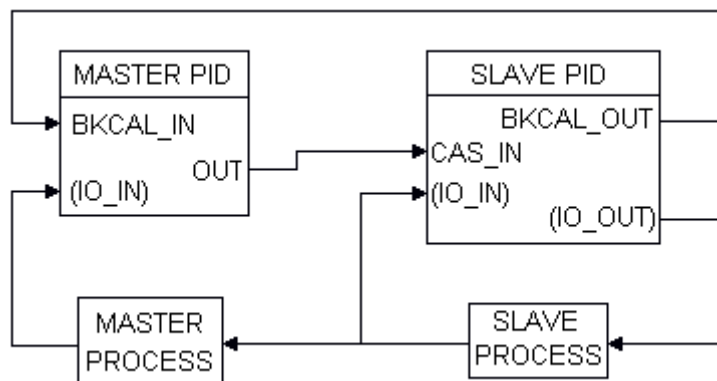 MASTER PID
SLAVE PID
BKCAL_IN
BKCAL_OUT
CAS_IN
OUT
(IO_IN)
(IO_IN)
(IO_OUT)
MASTER
PROCESS
SLAVE
PROCESS